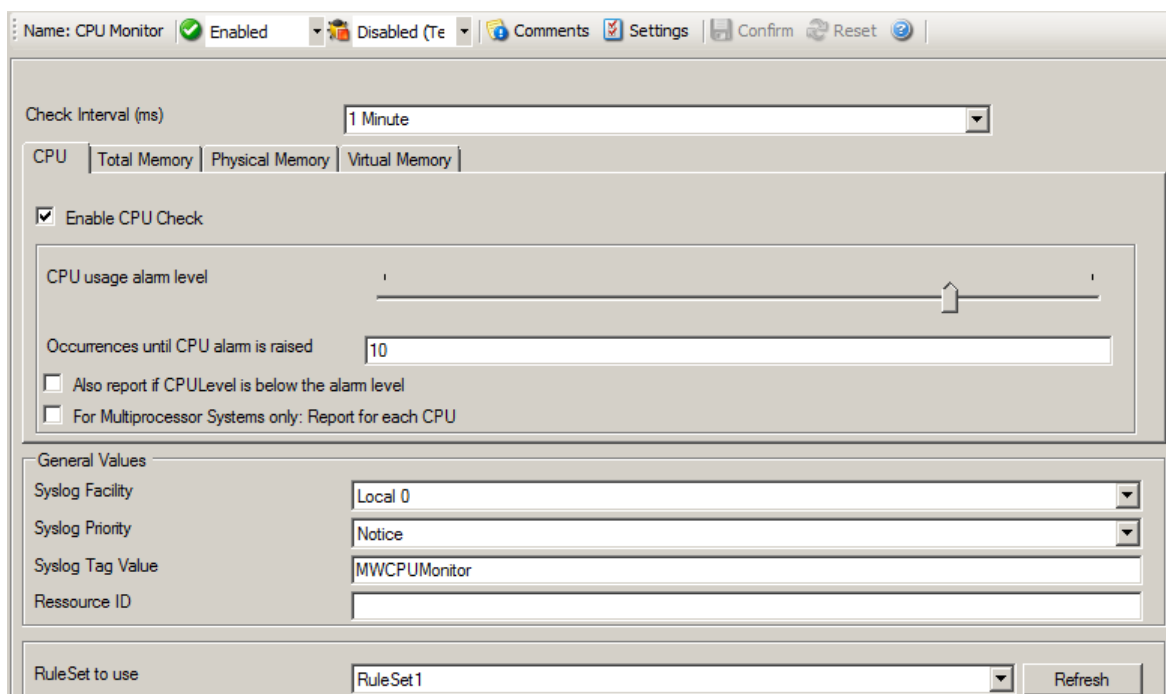 Name: CPU Monitor Enabled Disabled (Te Comments Settings Confirm Reset
Check Interval (ms) 1 Minute
CPU Total Memory Physical Memory Virtual Memory
Enable CPU Check
CPU usage alarm level
Occurrences until CPU alarm is raised 10
Also report if CPULevel is below the alarm level
For Multiprocessor Systems only: Report for each CPU
General Values
Syslog Facility Local 0
Syslog Priority Notice
Syslog Tag Value MWCPUMonitor
Ressource ID
RuleSet to use RuleSet1 Refresh